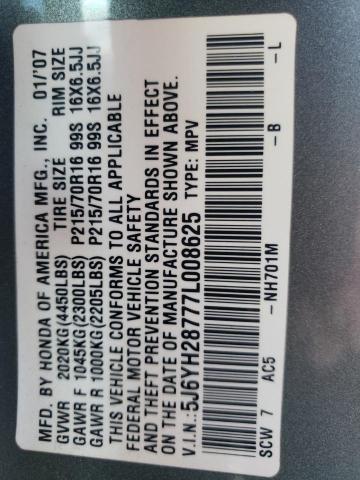 MFD. BY HONDA OF AMERICA MFG., INC. 01/'07
GVWR 2020KG(4450LBS) TIRE SIZE RIM SIZE
GAWR F 1045KG(2300LBS) P215/70R16 99S 16X6.5JJ
GAWR R 1000KG(2205LBS) P215/70R16 99S 16X6.5JJ
THIS VEHICLE CONFORMS TO ALL APPLICABLE
FEDERAL MOTOR VEHICLE SAFETY
AND THEFT PREVENTION STANDARDS IN EFFECT
ON THE DATE OF MANUFACTURE SHOWN ABOVE.
V.I.N.:5J6YH28777L008625 TYPE: MPV
SCW 7 AC5 -NH701M -B -L